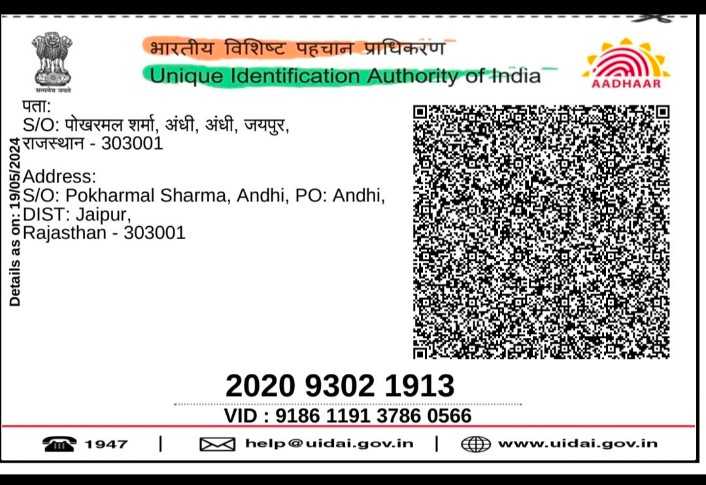 भारतीय विशिष्ट पहचान प्राधिकरण
Unique Identification Authority of India
सत्यमेव जयते
AADHAAR
पता:
S/O: पोखरमल शर्मा, अंधी, अंधी, जयपुर,
राजस्थान - 303001
Address:
S/O: Pokharmal Sharma, Andhi, PO: Andhi,
DIST: Jaipur,
Rajasthan - 303001
Details as on: 19/05/2024
2020 9302 1913
VID : 9186 1191 3786 0566
1947 | help@uidai.gov.in | www.uidai.gov.in